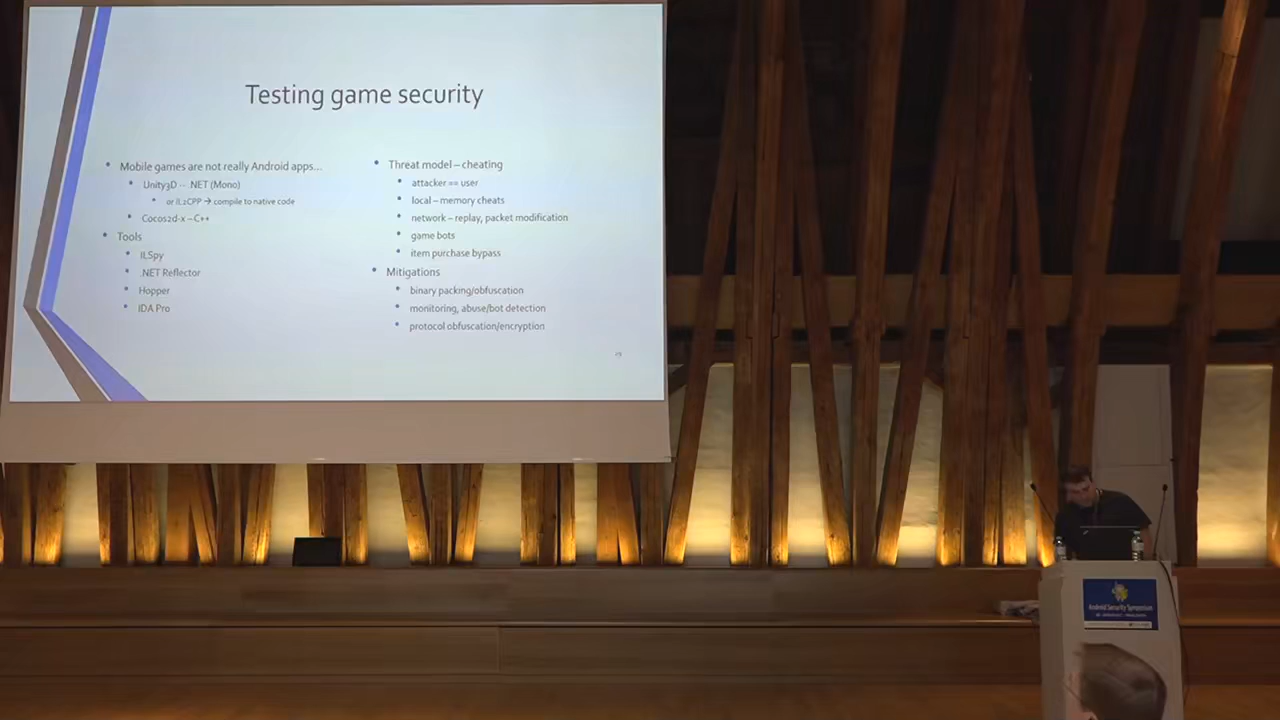 Testing game security
Mobile games are not really Android apps...
Unity3D – .NET (Mono)
or IL2CPP → compile to native code
Cocos2d-x – C++
Tools
ILSpy
.NET Reflector
Hopper
IDA Pro
Threat model – cheating
attacker == user
local – memory cheats
network – replay, packet modification
game bots
item purchase bypass
Mitigations
binary packing/obfuscation
monitoring, abuse/bot detection
protocol obfuscation/encryption
Android Security Symposium